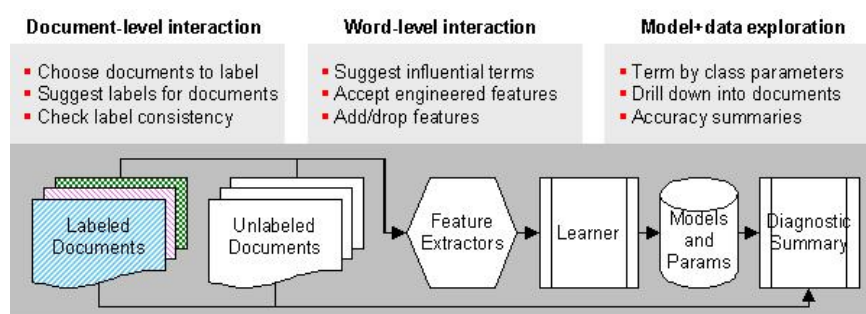 Document-level interaction
Choose documents to label
Suggest labels for documents
Check label consistency
Word-level interaction
Suggest influential terms
Accept engineered features
Add/drop features
Model+data exploration
Term by class parameters
Drill down into documents
Accuracy summaries
Labeled
Documents
Unlabeled
Documents
Feature
Extractors
Learner
Models
and
Params
Diagnostic
Summary